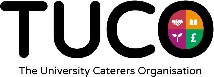 TUCO
£
The University Caterers Organisation